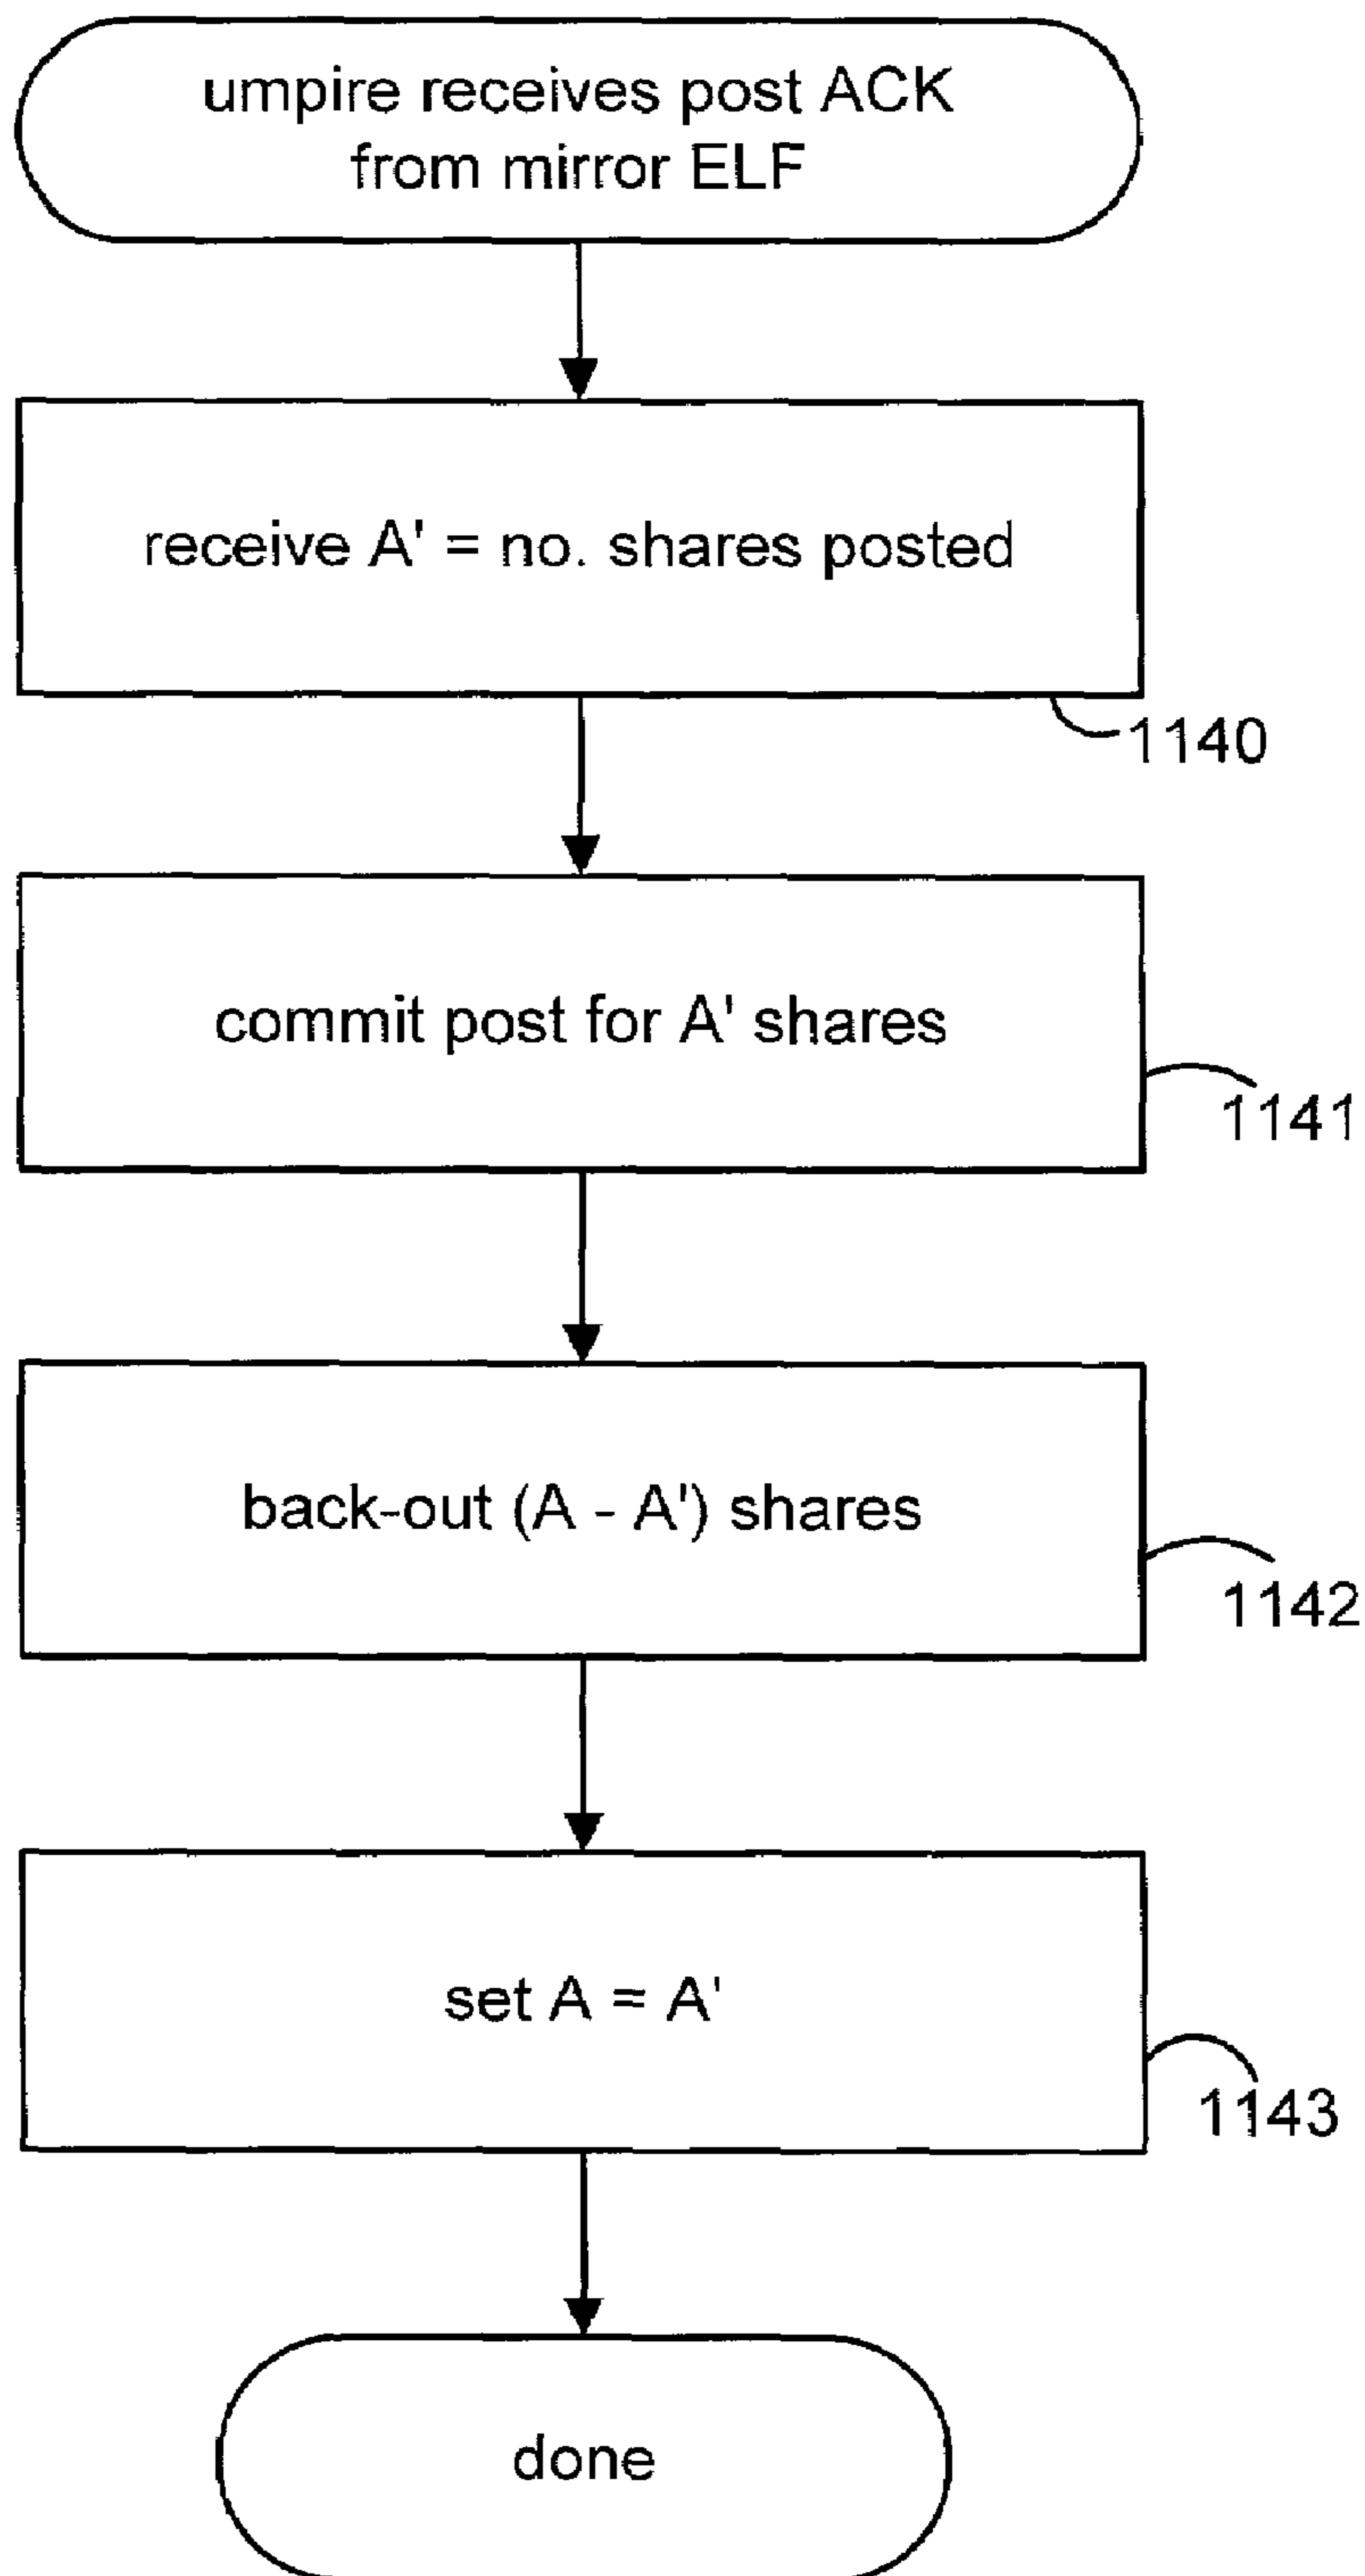 umpire receives post ACK
from mirror ELF
receive A' = no. shares posted
1140
commit post for A' shares
1141
back-out (A - A') shares
1142
set A = A'
1143
done